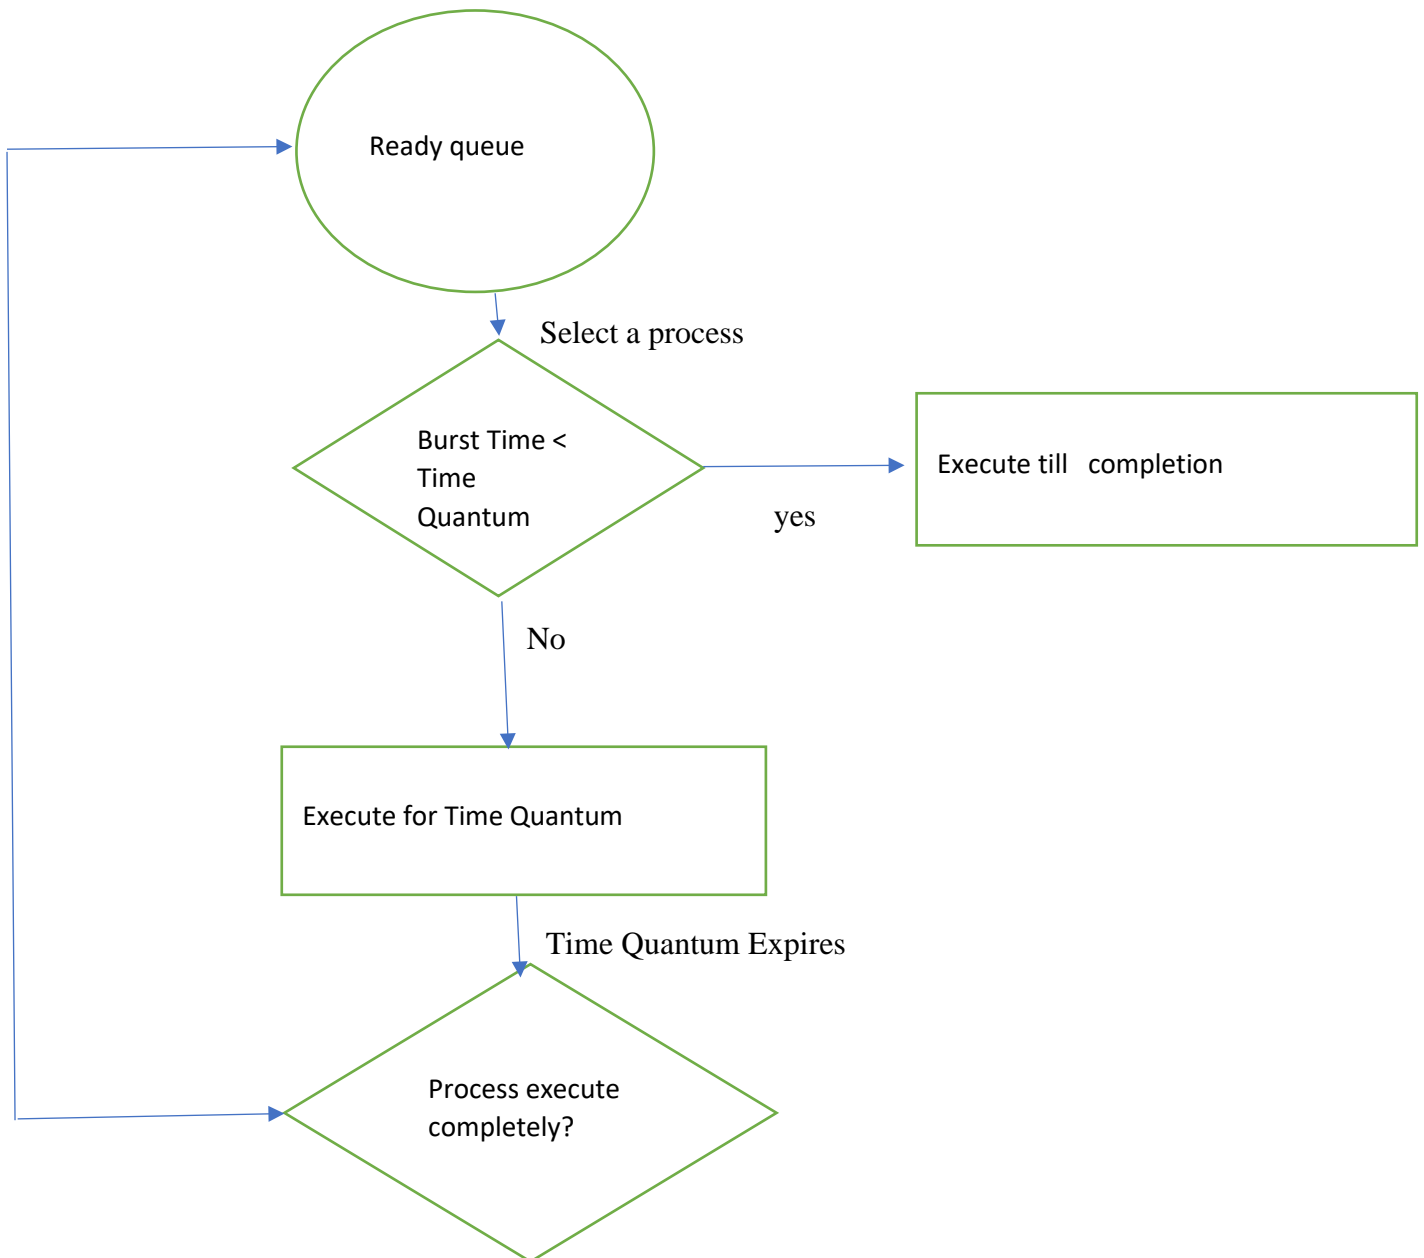 Ready queue
Select a process
Burst Time <
Time
Quantum
Execute till   completion
yes
No
Execute for Time Quantum
Time Quantum Expires
Process execute
completely?